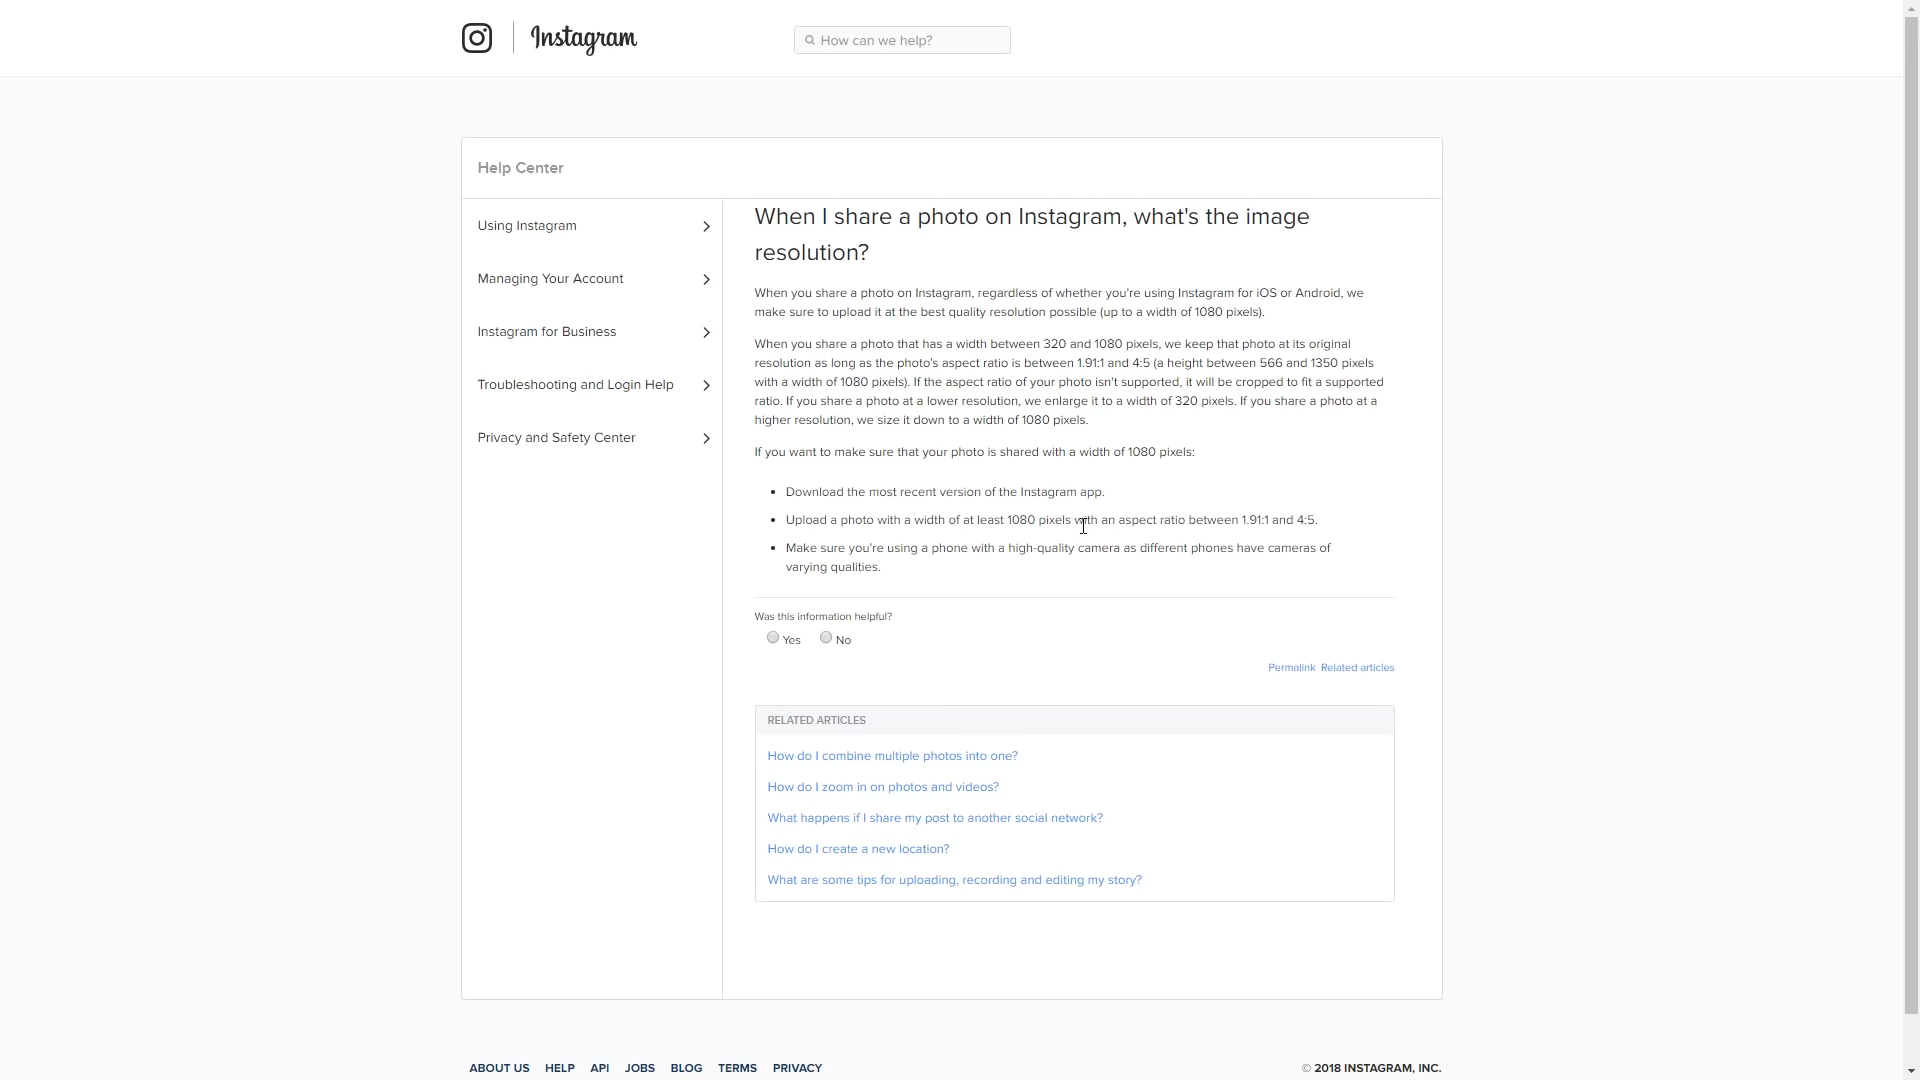 Instagram
How can we help?
Help Center
Using Instagram
Managing Your Account
Instagram for Business
Troubleshooting and Login Help
Privacy and Safety Center
When I share a photo on Instagram, what's the image
resolution?
When you share a photo on Instagram, regardless of whether you're using Instagram for iOS or Android, we
make sure to upload it at the best quality resolution possible (up to a width of 1080 pixels).
When you share a photo that has a width between 320 and 1080 pixels, we keep that photo at its original
resolution as long as the photo's aspect ratio is between 1.91:1 and 4:5 (a height between 566 and 1350 pixels
with a width of 1080 pixels). If the aspect ratio of your photo isn't supported, it will be cropped to fit a supported
ratio. If you share a photo at a lower resolution, we enlarge it to a width of 320 pixels. If you share a photo at a
higher resolution, we size it down to a width of 1080 pixels.
If you want to make sure that your photo is shared with a width of 1080 pixels:
• Download the most recent version of the Instagram app.
• Upload a photo with a width of at least 1080 pixels with an aspect ratio between 1.91:1 and 4:5.
• Make sure you're using a phone with a high-quality camera as different phones have cameras of
varying qualities.
Was this information helpful?
Yes No
Permalink Related articles
RELATED ARTICLES
How do I combine multiple photos into one?
How do I zoom in on photos and videos?
What happens if I share my post to another social network?
How do I create a new location?
What are some tips for uploading, recording and editing my story?
ABOUT US HELP API JOBS BLOG TERMS PRIVACY
© 2018 INSTAGRAM, INC.